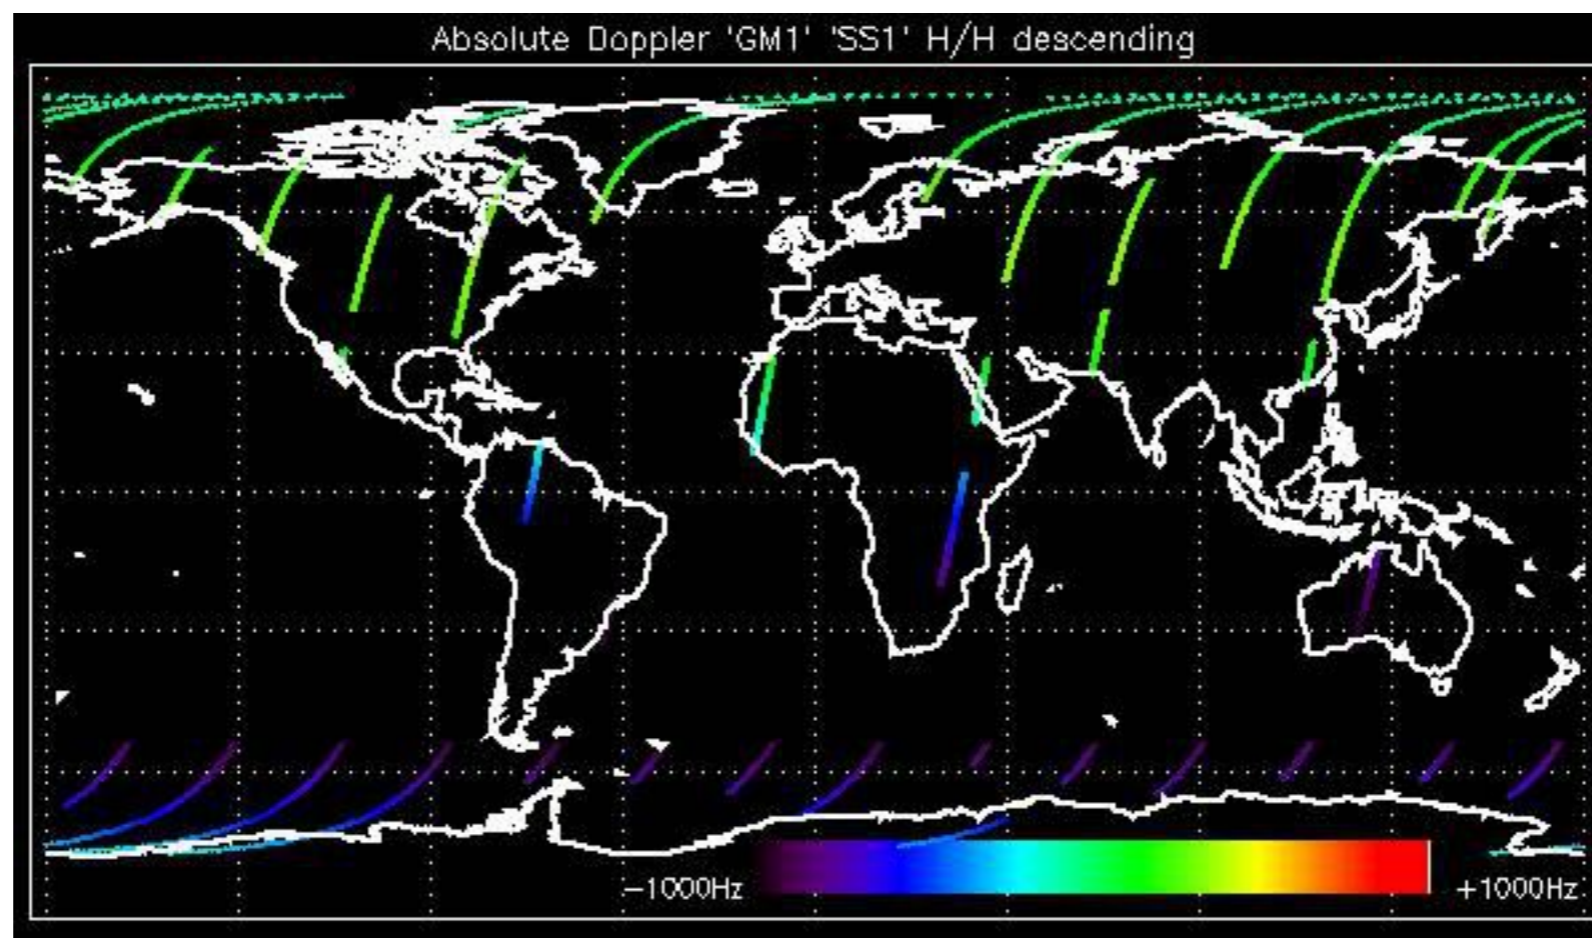 Absolute Doppler 'GM1' 'SS1' H/H descending
-1000Hz +1000Hz